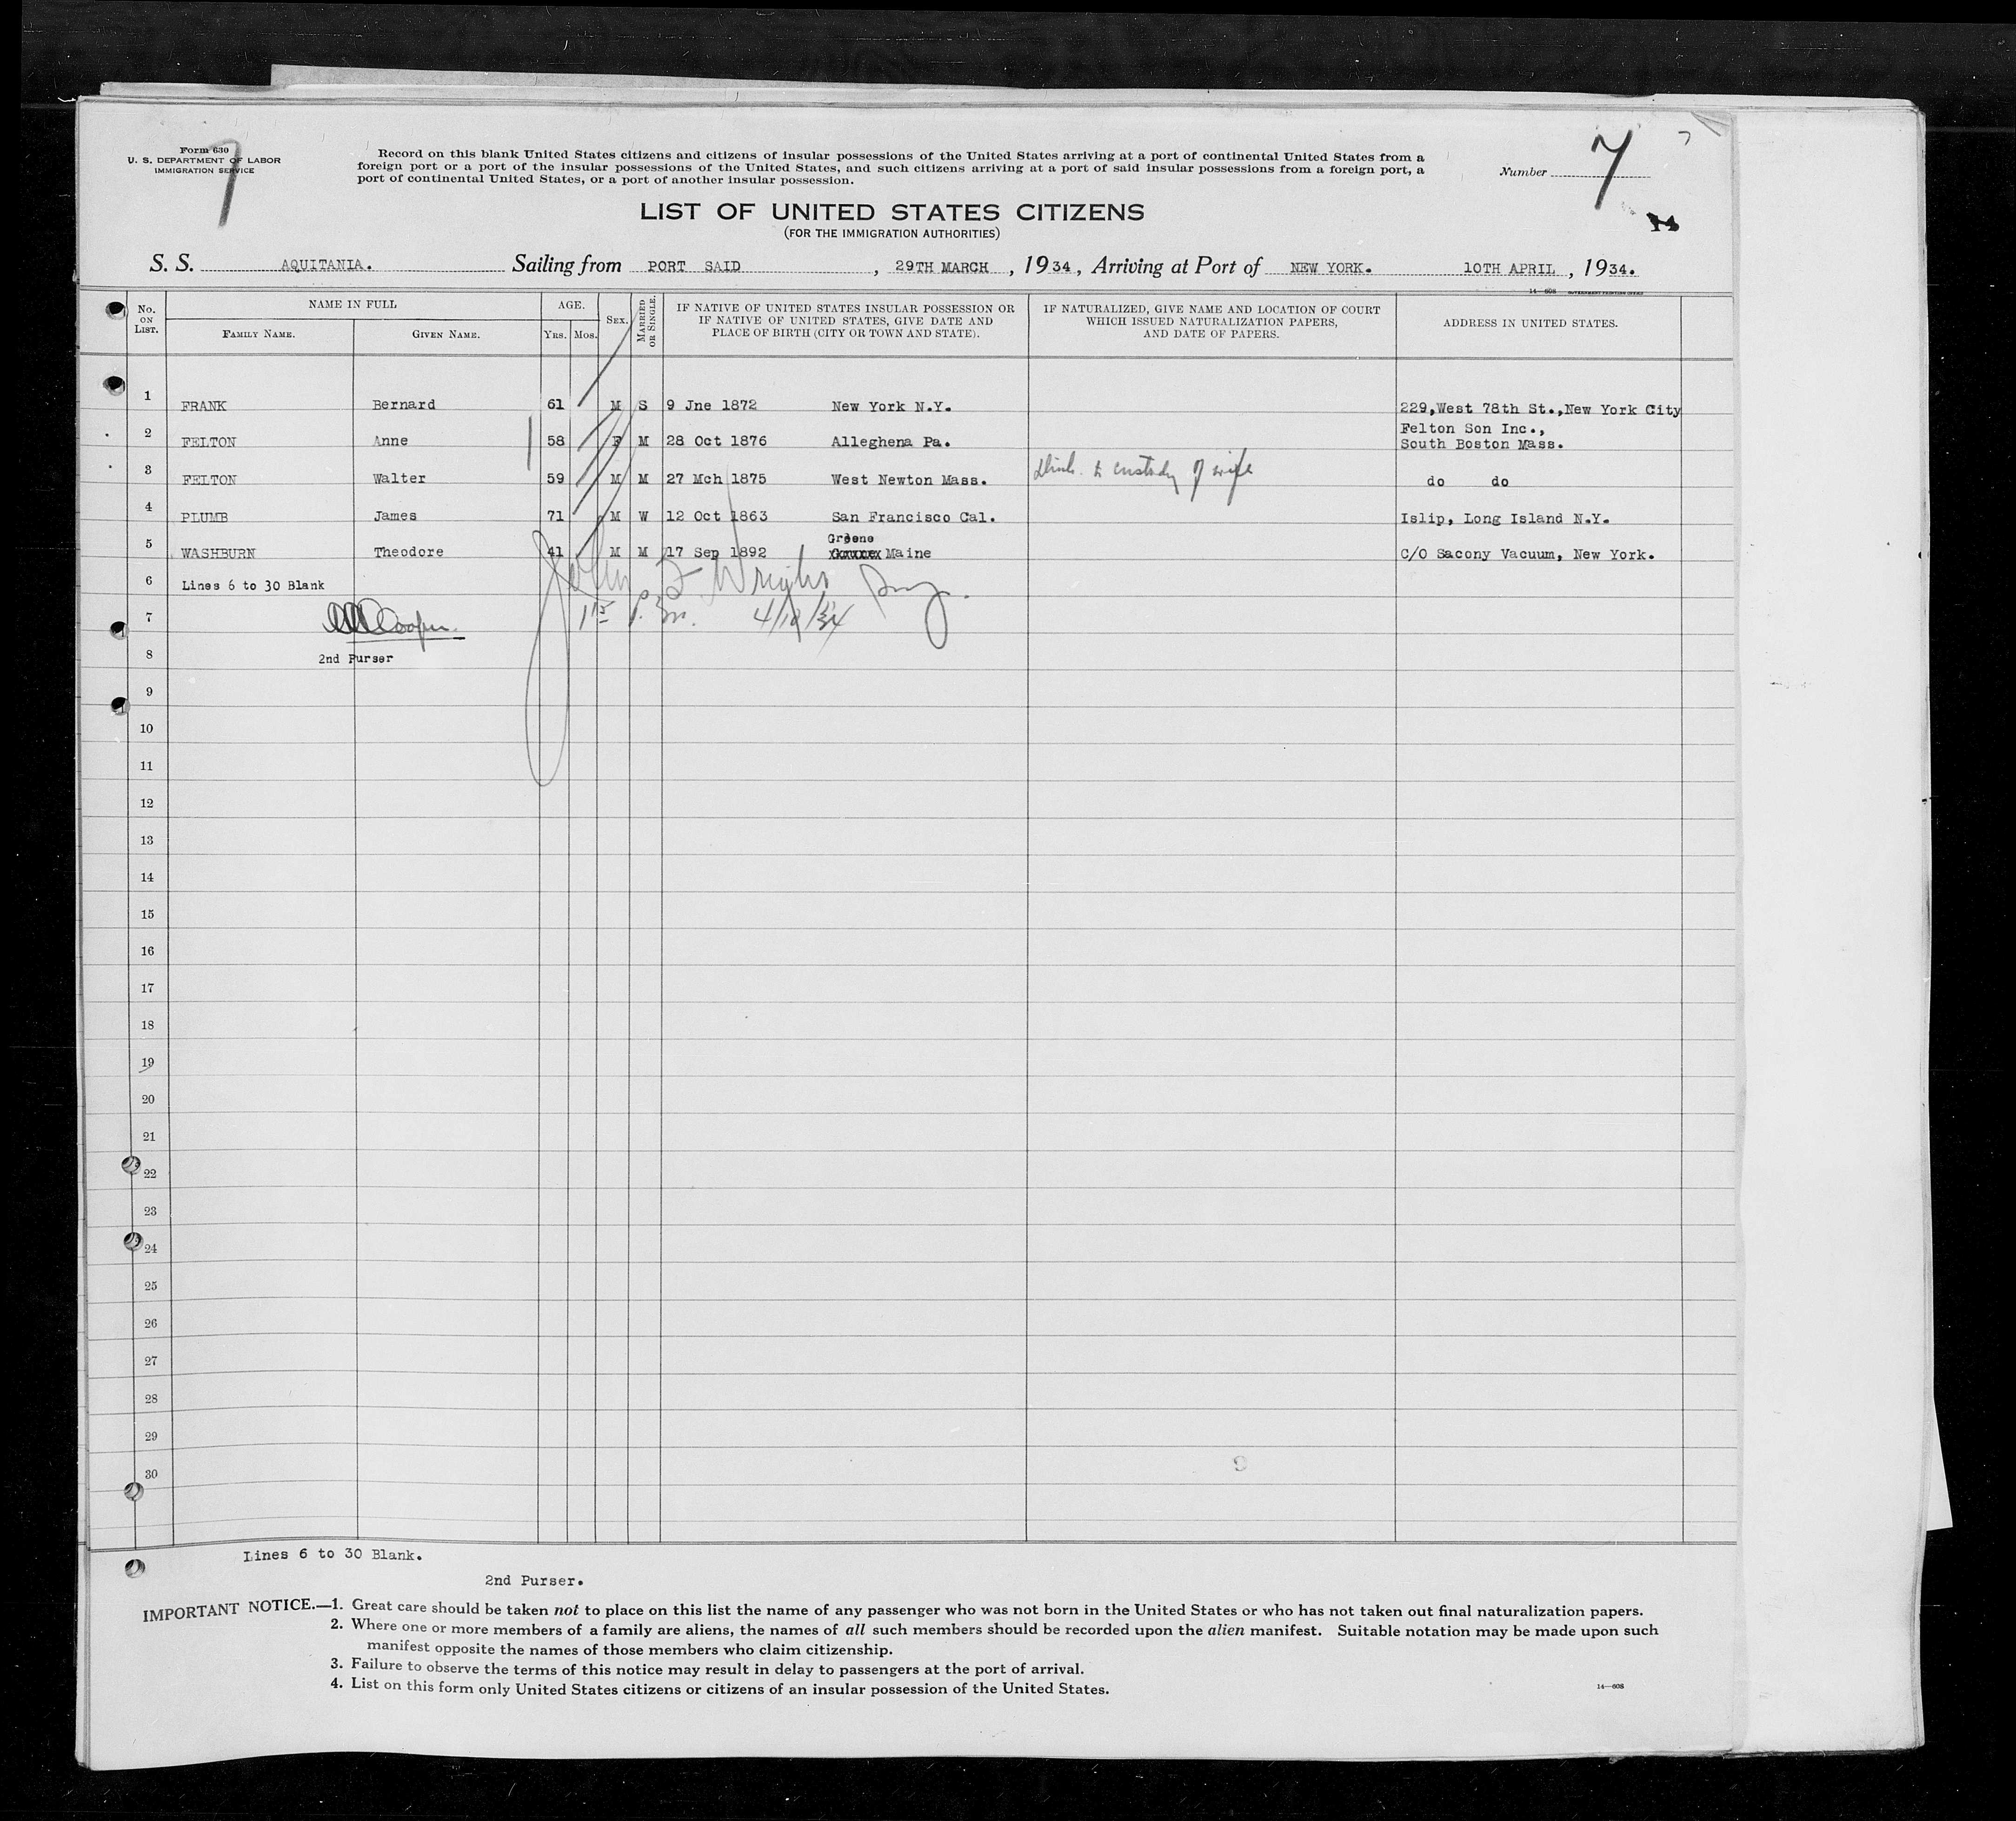 Form 630
U. S. DEPARTMENT OF LABOR
IMMIGRATION SERVICE
7
Record on this blank United States citizens and citizens of insular possessions of the United States arriving at a port of continental United States from a
foreign port or a port of the insular possessions of the United States, and such citizens arriving at a port of said insular possessions from a foreign port, a
port of continental United States, or a port of another insular possession.
Number 7
7
14
LIST OF UNITED STATES CITIZENS
(FOR THE IMMIGRATION AUTHORITIES)
S. S. AQUITANIA. Sailing from PORT SAID, 29TH MARCH, 1934, Arriving at Port of NEW YORK. 10TH APRIL, 1934.
14—608 GOVERNMENT PRINTING OFFICE
No. ON LIST. NAME IN FULL FAMILY NAME. GIVEN NAME. AGE. YRS. MOS. SEX. MARRIED OR SINGLE. IF NATIVE OF UNITED STATES INSULAR POSSESSION OR IF NATIVE OF UNITED STATES, GIVE DATE AND PLACE OF BIRTH (CITY OR TOWN AND STATE). IF NATURALIZED, GIVE NAME AND LOCATION OF COURT WHICH ISSUED NATURALIZATION PAPERS, AND DATE OF PAPERS. ADDRESS IN UNITED STATES.
1 FRANK Bernard 61 M S 9 Jne 1872 New York N.Y. 229,West 78th St.,New York City
2 FELTON Anne 58 F M 28 Oct 1876 Alleghena Pa. Felton Son Inc.,
South Boston Mass.
3 FELTON Walter 59 M M 27 Mch 1875 West Newton Mass. to custody of wife do do
4 PLUMB James 71 M W 12 Oct 1863 San Francisco Cal. Islip, Long Island N.Y.
5 WASHBURN Theodore 41 M M 17 Sep 1892 Greene Maine C/O Sacony Vacuum, New York.
6 Lines 6 to 30 Blank
John F. Wright
7 Cooper. 4/10/34
8 2nd Purser
9
10
11
12
13
14
15
16
17
18
19
20
21
22
23
24
25
26
27
28
29
30
9
Lines 6 to 30 Blank.
2nd Purser.
IMPORTANT NOTICE.—1. Great care should be taken not to place on this list the name of any passenger who was not born in the United States or who has not taken out final naturalization papers.
2. Where one or more members of a family are aliens, the names of all such members should be recorded upon the alien manifest. Suitable notation may be made upon such
manifest opposite the names of those members who claim citizenship.
3. Failure to observe the terms of this notice may result in delay to passengers at the port of arrival.
4. List on this form only United States citizens or citizens of an insular possession of the United States.
14—608